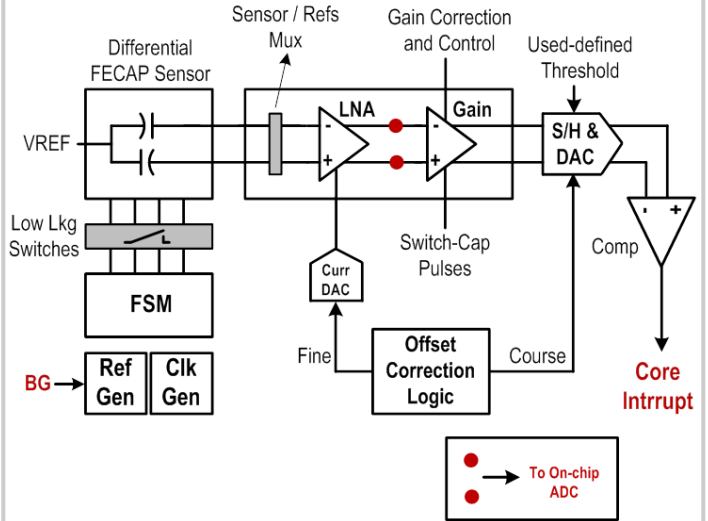 Sensor / Refs
Mux
Gain Correction
and Control
Differential
FECAP Sensor
Used-defined
Threshold
LNA
Gain
VREF
-
+
-
+
S/H &
DAC
Low Lkg
Switches
Switch-Cap
Pulses
- +
Comp
Curr
DAC
FSM
Fine
Offset
Correction
Logic
Course
BG
Ref
Gen
Clk
Gen
Core
Intrrupt
To On-chip
ADC